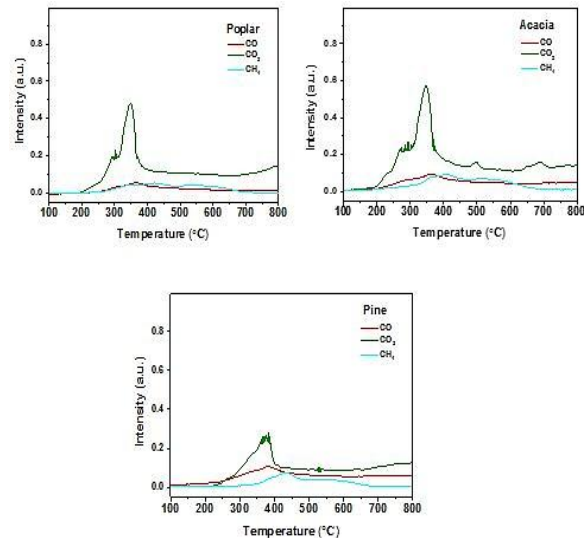 Poplar
CO
CO₂
CH₄
Intensity (a.u.)
0.8
0.6
0.4
0.2
0.0
100 200 300 400 500 600 700 800
Temperature (°C)
Acacia
CO
CO₂
CH₄
Intensity (a.u.)
0.8
0.6
0.4
0.2
0.0
100 200 300 400 500 600 700 800
Temperature (°C)
Pine
CO
CO₂
CH₄
Intensity (a.u.)
0.8
0.6
0.4
0.2
0.0
100 200 300 400 500 600 700 800
Temperature (°C)